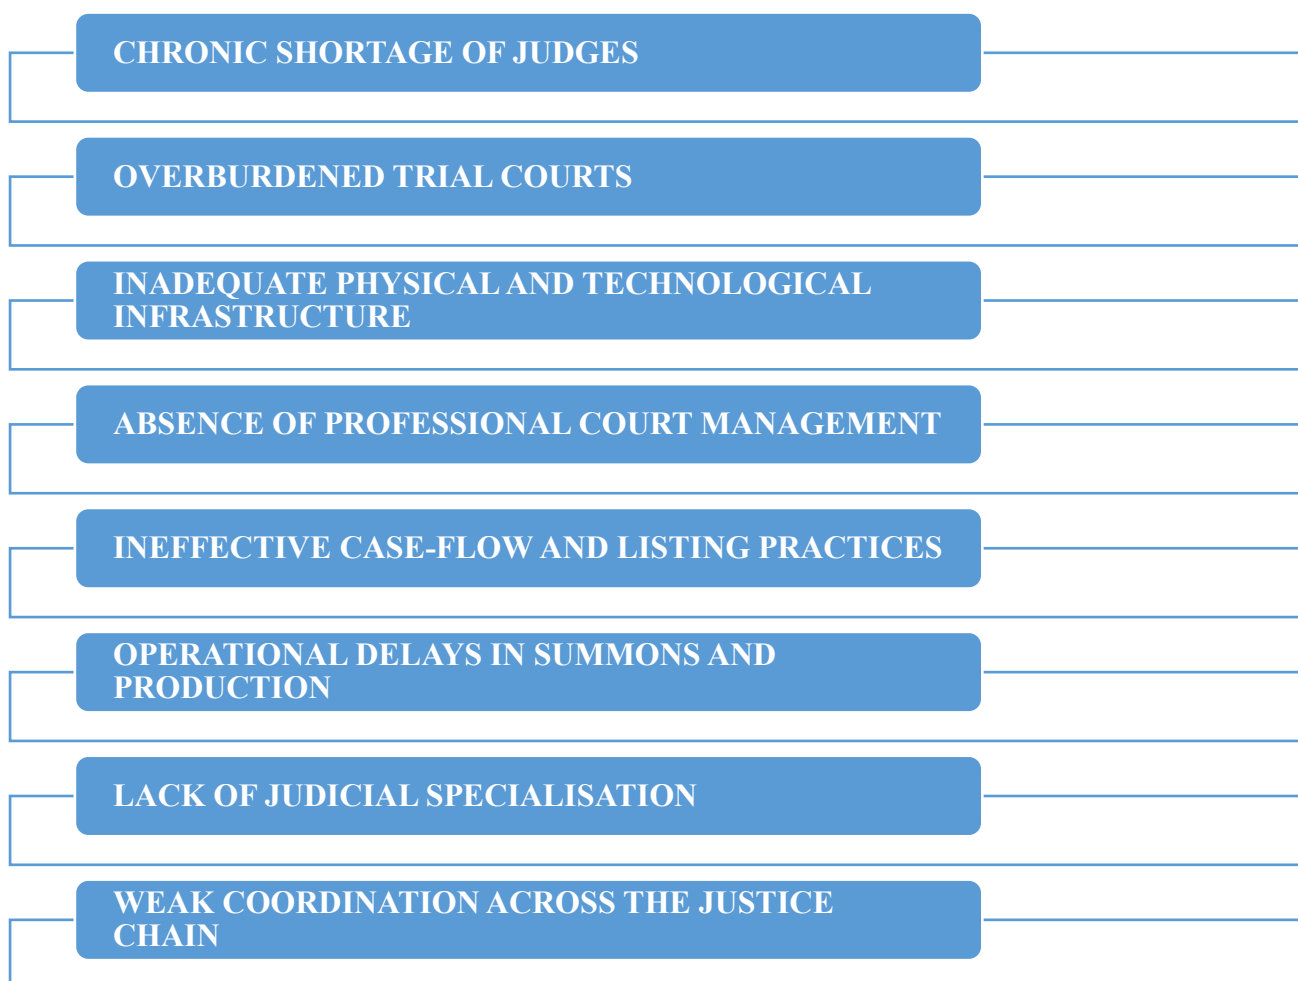 CHRONIC SHORTAGE OF JUDGES
OVERBURDENED TRIAL COURTS
INADEQUATE PHYSICAL AND TECHNOLOGICAL
INFRASTRUCTURE
ABSENCE OF PROFESSIONAL COURT MANAGEMENT
INEFFECTIVE CASE-FLOW AND LISTING PRACTICES
OPERATIONAL DELAYS IN SUMMONS AND
PRODUCTION
LACK OF JUDICIAL SPECIALISATION
WEAK COORDINATION ACROSS THE JUSTICE
CHAIN